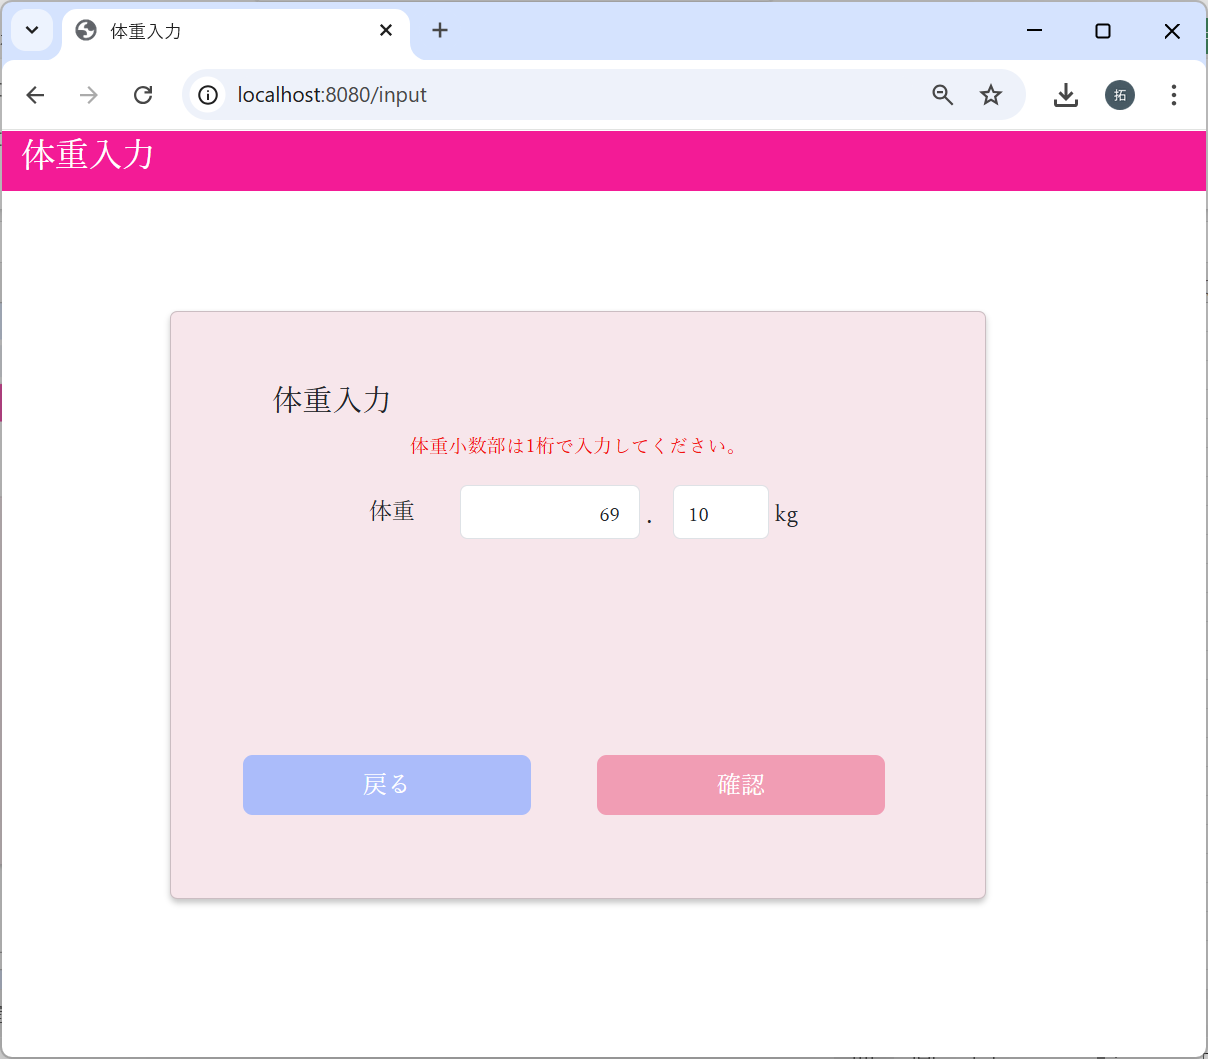 体重入力
localhost:8080/input
拓
体重入力
体重入力
体重小数部は1桁で入力してください。
体重 69 . 10 kg
戻る 確認